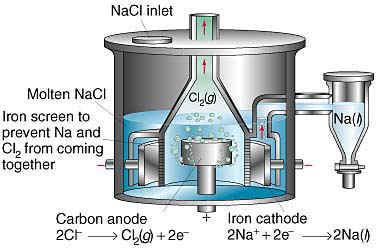 NaCl inlet
Molten NaCl
Cl₂(g)
Iron screen to
prevent Na and
Cl₂ from coming
together
Na(l)
−
−
+
Carbon anode
2Cl⁻ ⟶ Cl₂(g) + 2e⁻
Iron cathode
2Na⁺ + 2e⁻ ⟶ 2Na(l)